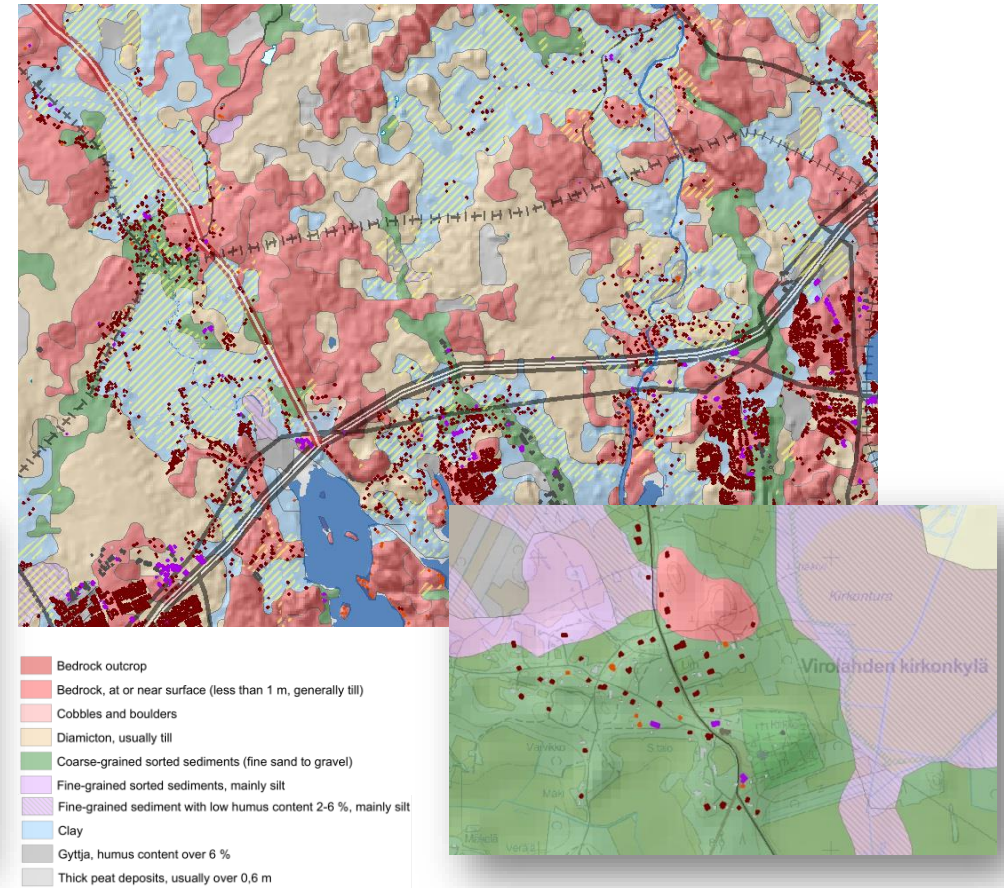 Kirkonturs
Virolahden kirkonkylä
S.talo
Bedrock outcrop
Bedrock, at or near surface (less than 1 m, generally till)
Cobbles and boulders
Diamicton, usually till
Coarse-grained sorted sediments (fine sand to gravel)
Fine-grained sorted sediments, mainly silt
Fine-grained sediment with low humus content 2-6 %, mainly silt
Clay
Gyttja, humus content over 6 %
Thick peat deposits, usually over 0,6 m